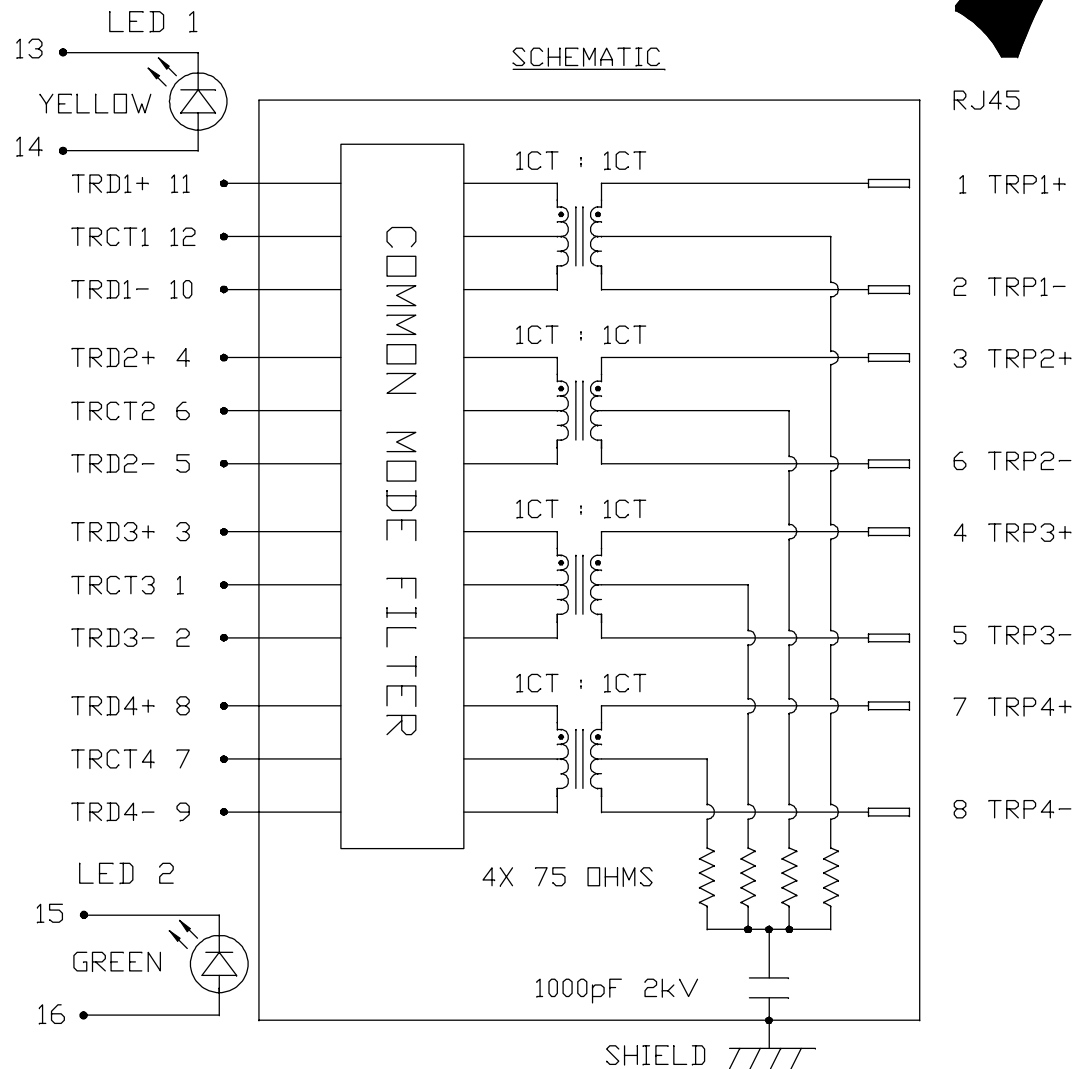 LED 1
13
SCHEMATIC
YELLOW
RJ45
14
1CT : 1CT
TRD1+ 11
1 TRP1+
TRCT1 12
TRD1- 10
2 TRP1-
1CT : 1CT
TRD2+ 4
3 TRP2+
TRCT2 6
TRD2- 5
6 TRP2-
COMMON MODE FILTER
1CT : 1CT
TRD3+ 3
4 TRP3+
TRCT3 1
TRD3- 2
5 TRP3-
1CT : 1CT
TRD4+ 8
7 TRP4+
TRCT4 7
TRD4- 9
8 TRP4-
LED 2
4X 75 OHMS
15
GREEN
1000pF 2kV
16
SHIELD